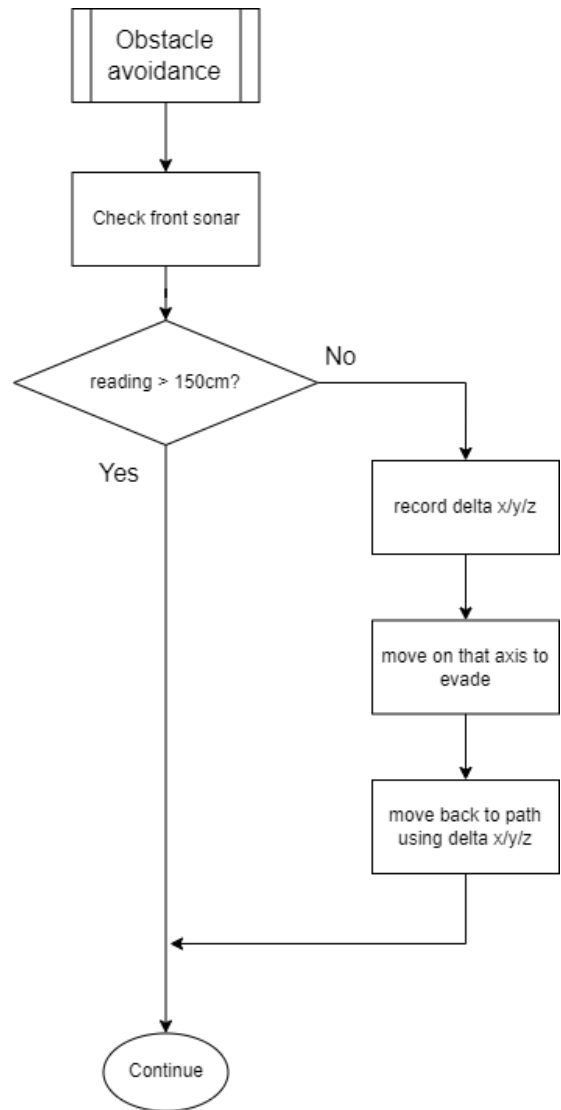 Obstacle
avoidance
Check front sonar
reading > 150cm?
No
Yes
record delta x/y/z
move on that axis to
evade
move back to path
using delta x/y/z
Continue